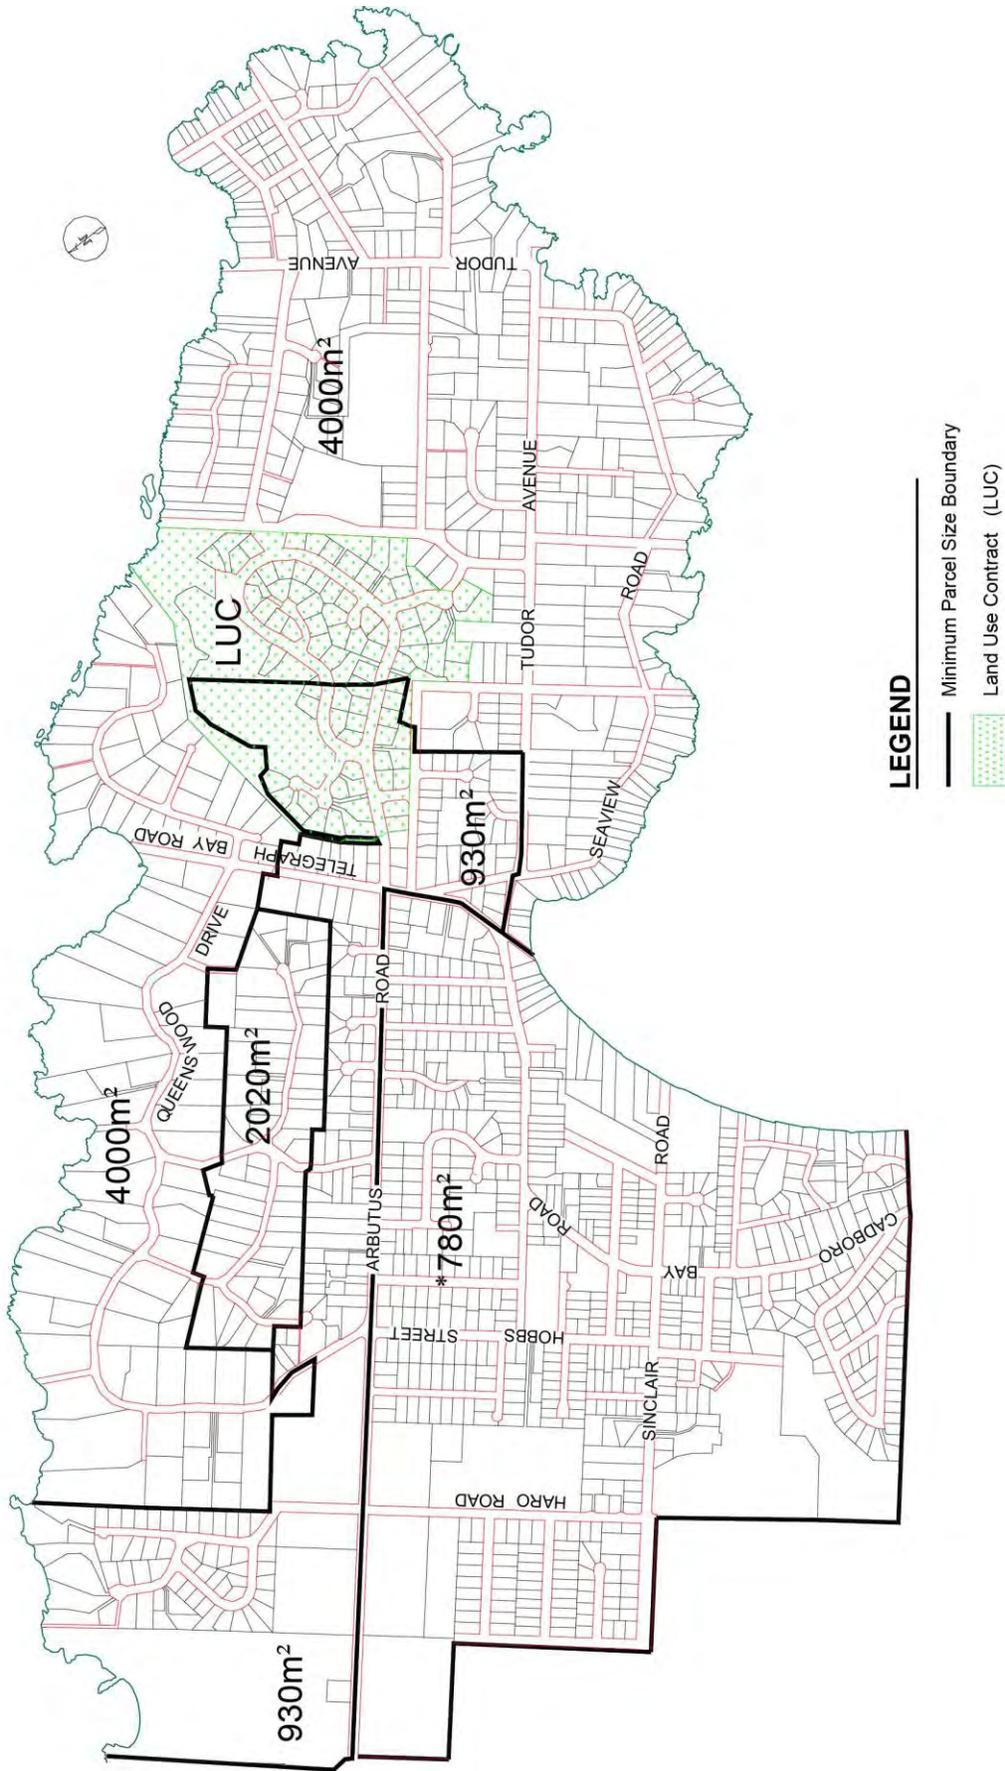 N
AVENUE
TUDOR
4000m²
AVENUE
LUC
TUDOR
ROAD
BAY ROAD
TELEGRAPH
930m²
SEAVIEW
DRIVE
QUEENSWOOD
ROAD
4000m²
2020m²
ROAD
ARBUTUS
*780m²
ROAD
BAY
CADBORO
STREET
HOBBS
SINCLAIR
HARO ROAD
930m²
LEGEND
Minimum Parcel Size Boundary
Land Use Contract (LUC)